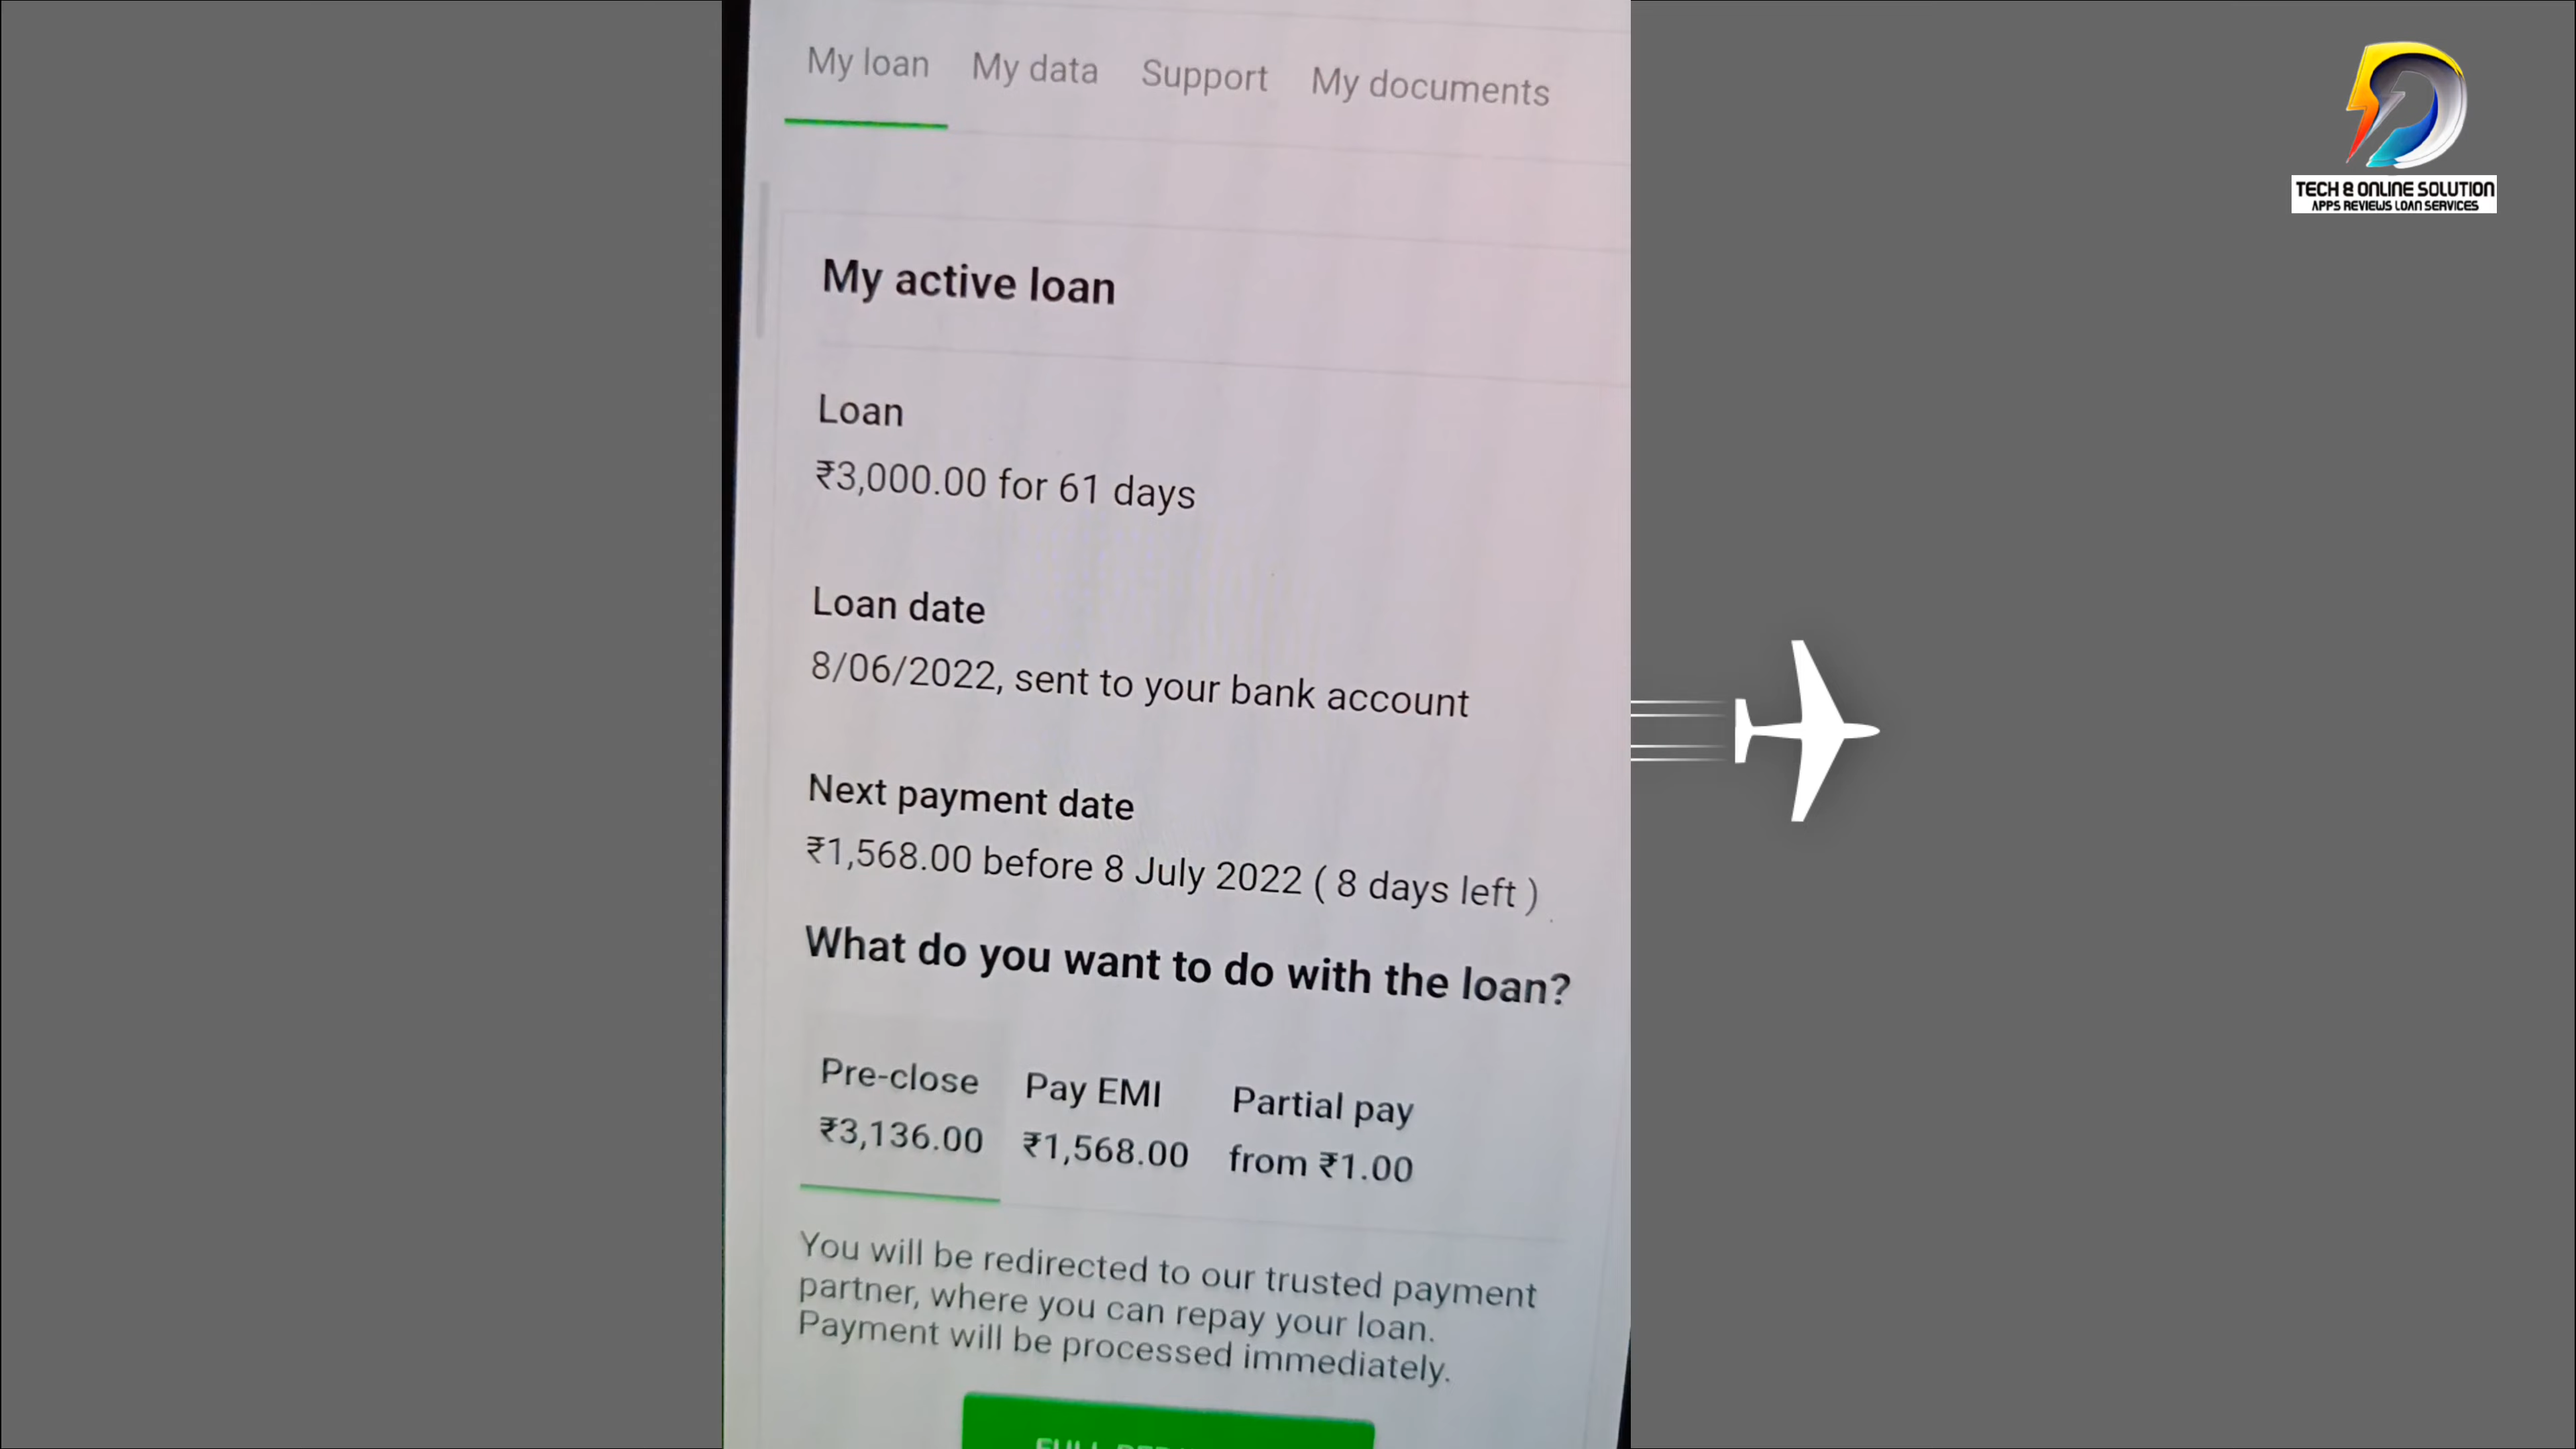 My loan My data Support My documents
TECH & ONLINE SOLUTION
APPS REVIEWS LOAN SERVICES
My active loan
Loan
₹3,000.00 for 61 days
Loan date
8/06/2022, sent to your bank account
Next payment date
₹1,568.00 before 8 July 2022 ( 8 days left )
What do you want to do with the loan?
Pre-close Pay EMI Partial pay
₹3,136.00 ₹1,568.00 from ₹1.00
You will be redirected to our trusted payment
partner, where you can repay your loan.
Payment will be processed immediately.
FULL